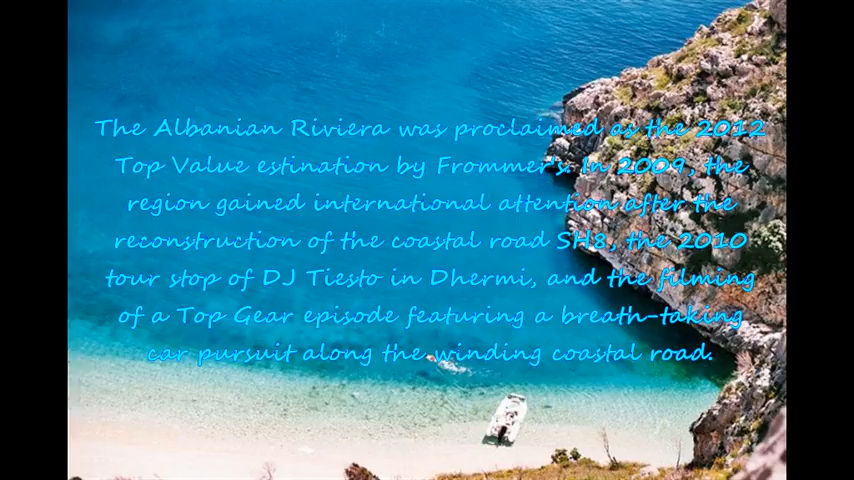 The Albanian Riviera was proclaimed as the 2012
Top Value estination by Frommer's. In 2009, the
region gained international attention after the
reconstruction of the coastal road SH8, the 2010
tour stop of DJ Tiesto in Dhermi, and the filming
of a Top Gear episode featuring a breath-taking
car pursuit along the winding coastal road.